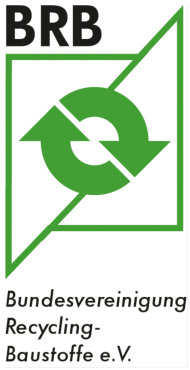 BRB
Bundesvereinigung
Recycling-
Baustoffe e.V.